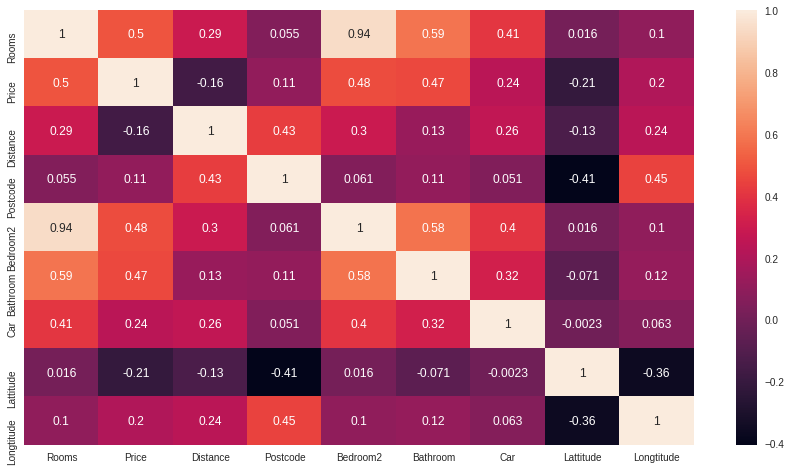 Rooms 1 0.5 0.29 0.055 0.94 0.59 0.41 0.016 0.1
Price 0.5 1 -0.16 0.11 0.48 0.47 0.24 -0.21 0.2
Distance 0.29 -0.16 1 0.43 0.3 0.13 0.26 -0.13 0.24
Postcode 0.055 0.11 0.43 1 0.061 0.11 0.051 -0.41 0.45
Bedroom2 0.94 0.48 0.3 0.061 1 0.58 0.4 0.016 0.1
Bathroom 0.59 0.47 0.13 0.11 0.58 1 0.32 -0.071 0.12
Car 0.41 0.24 0.26 0.051 0.4 0.32 1 -0.0023 0.063
Lattitude 0.016 -0.21 -0.13 -0.41 0.016 -0.071 -0.0023 1 -0.36
Longtitude 0.1 0.2 0.24 0.45 0.1 0.12 0.063 -0.36 1
Rooms Price Distance Postcode Bedroom2 Bathroom Car Lattitude Longtitude
1.0
0.8
0.6
0.4
0.2
0.0
−0.2
−0.4